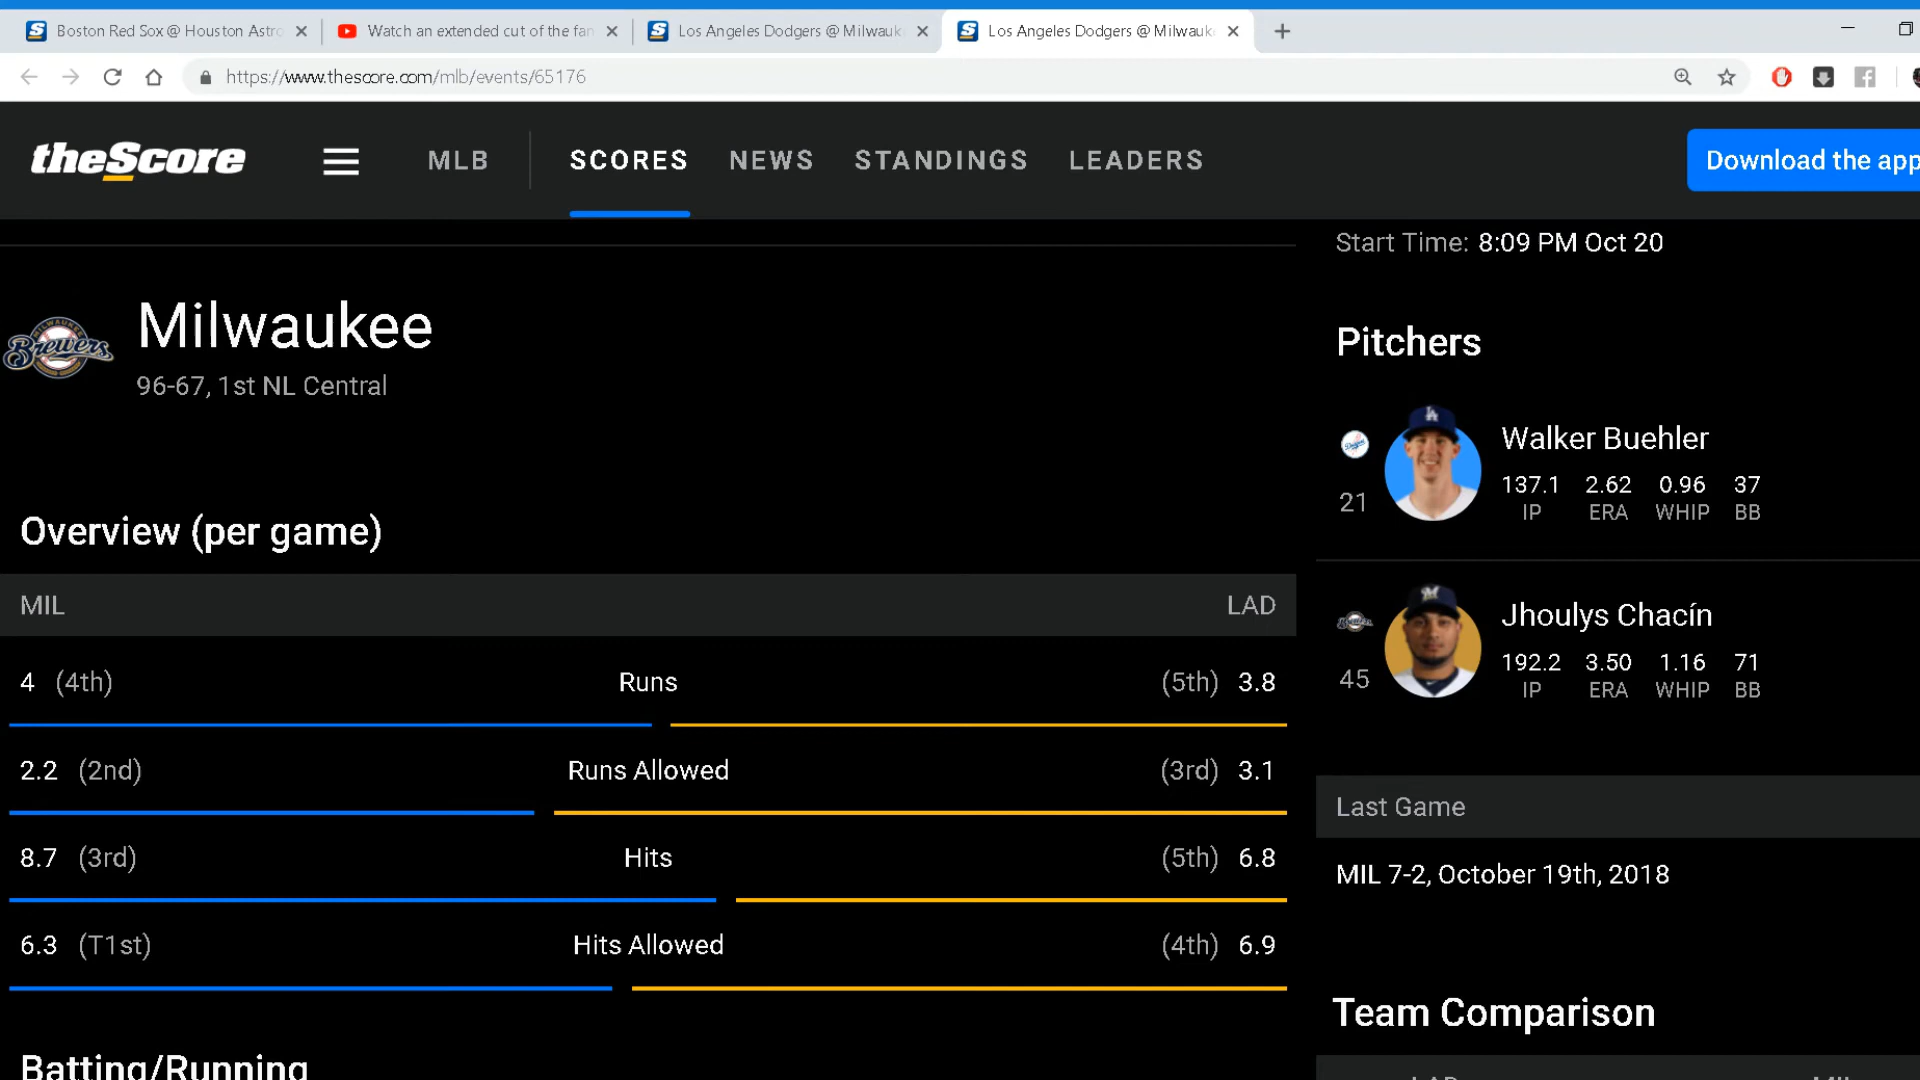 Boston Red Sox @ Houston Astro
Watch an extended cut of the fan
Los Angeles Dodgers @ Milwauk
Los Angeles Dodgers @ Milwauk
https://www.thescore.com/mlb/events/65176
theScore
MLB
SCORES
NEWS
STANDINGS
LEADERS
Download the app
Start Time: 8:09 PM Oct 20
Brewers
Milwaukee
96-67, 1st NL Central
Overview (per game)
MIL LAD
4 (4th) Runs (5th) 3.8
2.2 (2nd) Runs Allowed (3rd) 3.1
8.7 (3rd) Hits (5th) 6.8
6.3 (T1st) Hits Allowed (4th) 6.9
Batting/Running
Pitchers
21
Walker Buehler
137.1 2.62 0.96 37
IP ERA WHIP BB
45
Jhoulys Chacín
192.2 3.50 1.16 71
IP ERA WHIP BB
Last Game
MIL 7-2, October 19th, 2018
Team Comparison